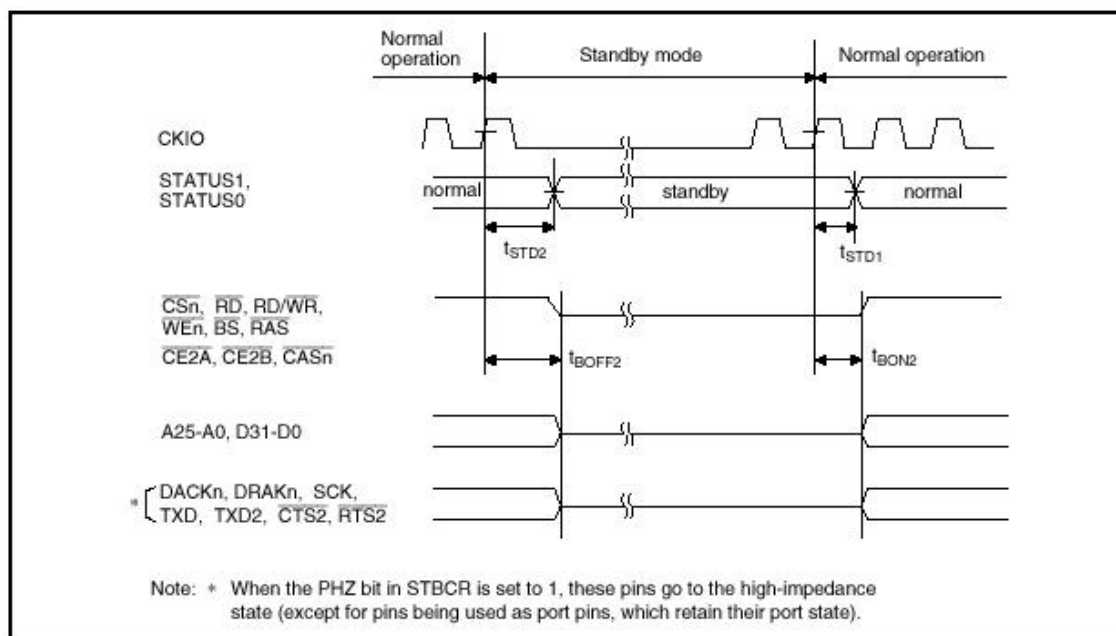 Normal
operation
Standby mode
Normal operation
CKIO
STATUS1,
STATUS0
normal
standby
normal
tSTD2
tSTD1
CSn, RD, RD/WR,
WEn, BS, RAS
CE2A, CE2B, CASn
tBOFF2
tBON2
A25-A0, D31-D0
* DACKn, DRAKn, SCK,
TXD, TXD2, CTS2, RTS2
Note: * When the PHZ bit in STBCR is set to 1, these pins go to the high-impedance
state (except for pins being used as port pins, which retain their port state).